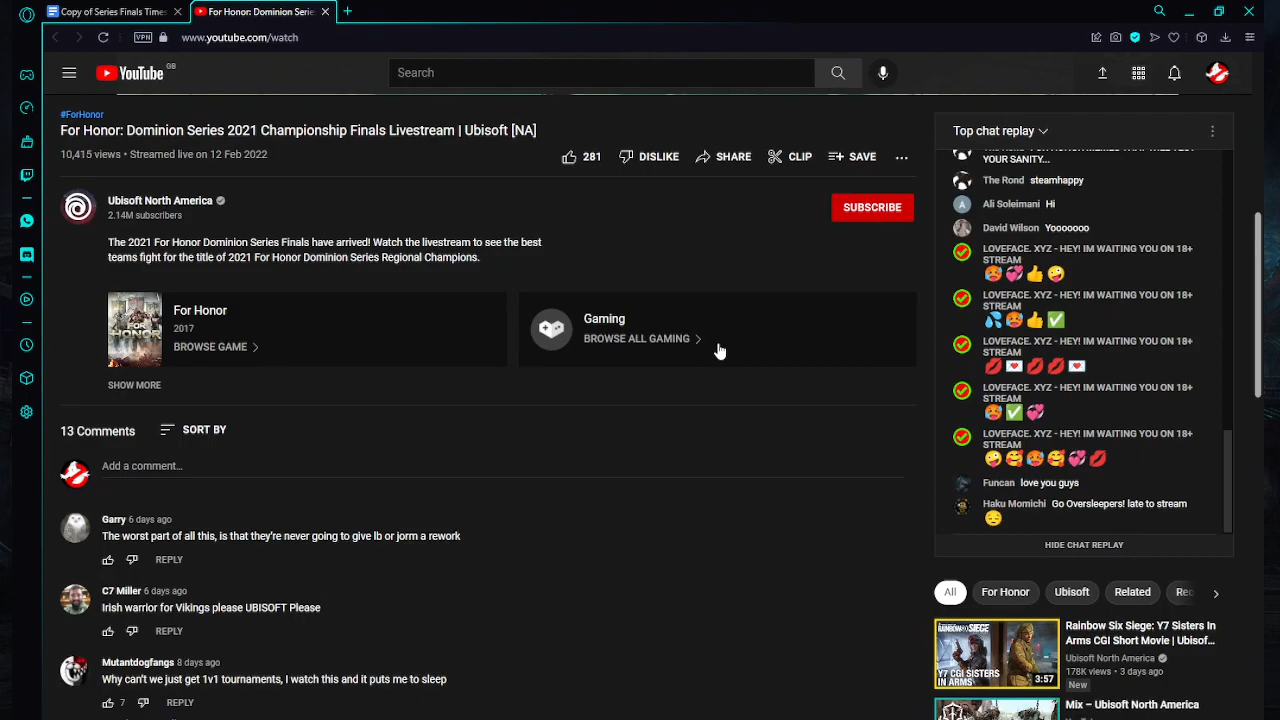 Copy of Series Finals Times
For Honor: Dominion Serie
VPN
www.youtube.com/watch
YouTube GB
Search
#ForHonor
For Honor: Dominion Series 2021 Championship Finals Livestream | Ubisoft [NA]
10,415 views • Streamed live on 12 Feb 2022
281 DISLIKE SHARE CLIP SAVE
Ubisoft North America
2.14M subscribers
SUBSCRIBE
The 2021 For Honor Dominion Series Finals have arrived! Watch the livestream to see the best
teams fight for the title of 2021 For Honor Dominion Series Regional Champions.
FOR HONOR
For Honor
2017
BROWSE GAME
Gaming
BROWSE ALL GAMING
SHOW MORE
13 Comments SORT BY
Add a comment...
Garry 6 days ago
The worst part of all this, is that they're never going to give lb or jorm a rework
REPLY
C7 Miller 6 days ago
Irish warrior for Vikings please UBISOFT Please
REPLY
Mutantdogfangs 8 days ago
Why can't we just get 1v1 tournaments, I watch this and it puts me to sleep
7 REPLY
Top chat replay
YOUR SANITY...
The Rond steamhappy
Ali Soleimani Hi
David Wilson Yooooooo
LOVEFACE. XYZ - HEY! IM WAITING YOU ON 18+
STREAM
🥵💞👍🤪
LOVEFACE. XYZ - HEY! IM WAITING YOU ON 18+
STREAM
💦🥵👍✅
LOVEFACE. XYZ - HEY! IM WAITING YOU ON 18+
STREAM
💋💌💋💋💌
LOVEFACE. XYZ - HEY! IM WAITING YOU ON 18+
STREAM
🥵✅💞
LOVEFACE. XYZ - HEY! IM WAITING YOU ON 18+
STREAM
🤪🥰🥵🥰💞💋
Funcan love you guys
Haku Momichi Go Oversleepers! late to stream
😔
HIDE CHAT REPLAY
All For Honor Ubisoft Related Rec
RAINBOW SIX SIEGE
Y7 CGI SISTERS
IN ARMS
3:57
Rainbow Six Siege: Y7 Sisters In
Arms CGI Short Movie | Ubisof...
Ubisoft North America
178K views • 3 days ago
New
Mix – Ubisoft North America